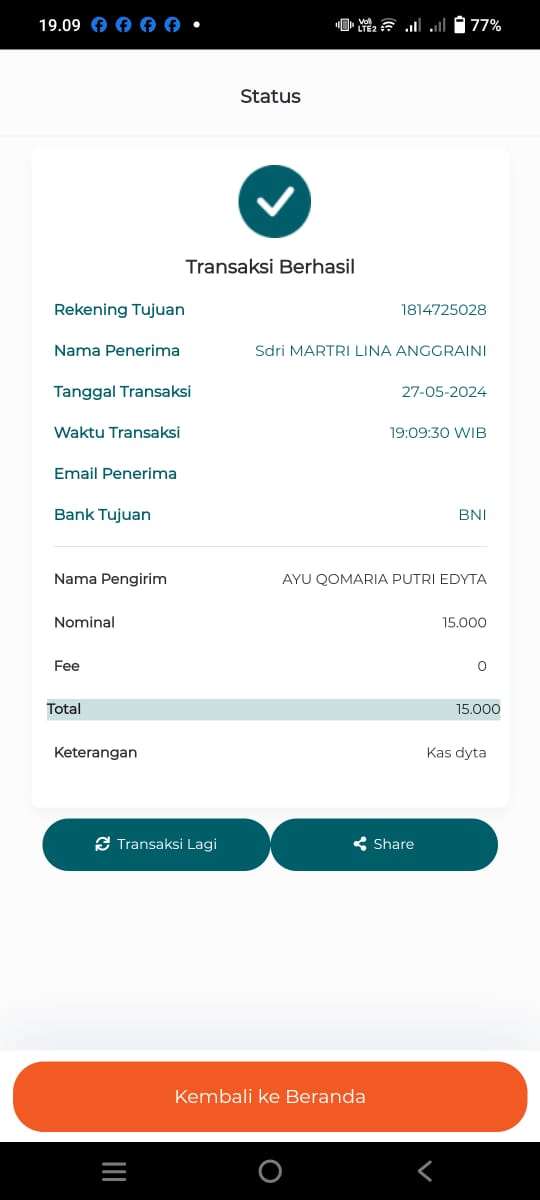 19.09 77%
Vo)) LTE2
Status
Transaksi Berhasil
Rekening Tujuan 1814725028
Nama Penerima Sdri MARTRI LINA ANGGRAINI
Tanggal Transaksi 27-05-2024
Waktu Transaksi 19:09:30 WIB
Email Penerima
Bank Tujuan BNI
Nama Pengirim AYU QOMARIA PUTRI EDYTA
Nominal 15.000
Fee 0
Total 15.000
Keterangan Kas dyta
Transaksi Lagi Share
Kembali ke Beranda